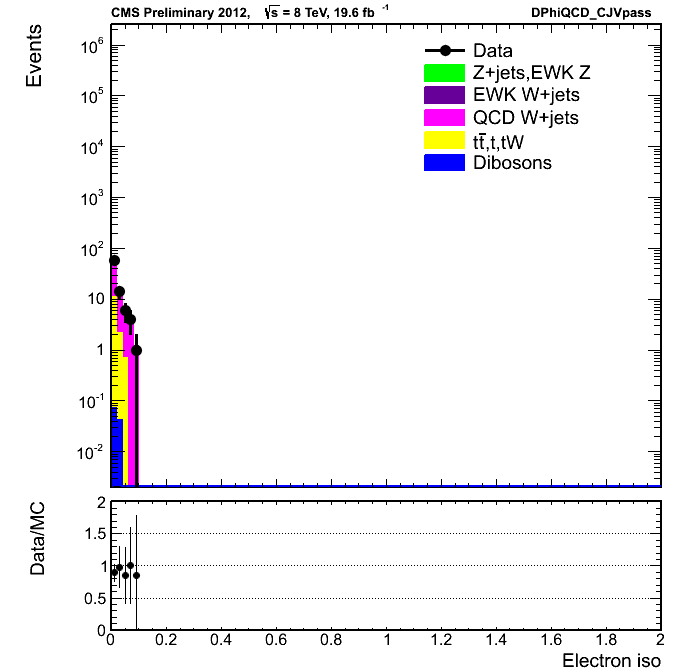 CMS Preliminary 2012, √s = 8 TeV, 19.6 fb⁻¹ DPhiQCD_CJVpass
Events
10⁶
10⁵
10⁴
10³
10²
10
1
10⁻¹
10⁻²
Data
Z+jets,EWK Z
EWK W+jets
QCD W+jets
tt̅,t,tW
Dibosons
Data/MC
2
1.5
1
0.5
0
0 0.2 0.4 0.6 0.8 1 1.2 1.4 1.6 1.8 2
Electron iso